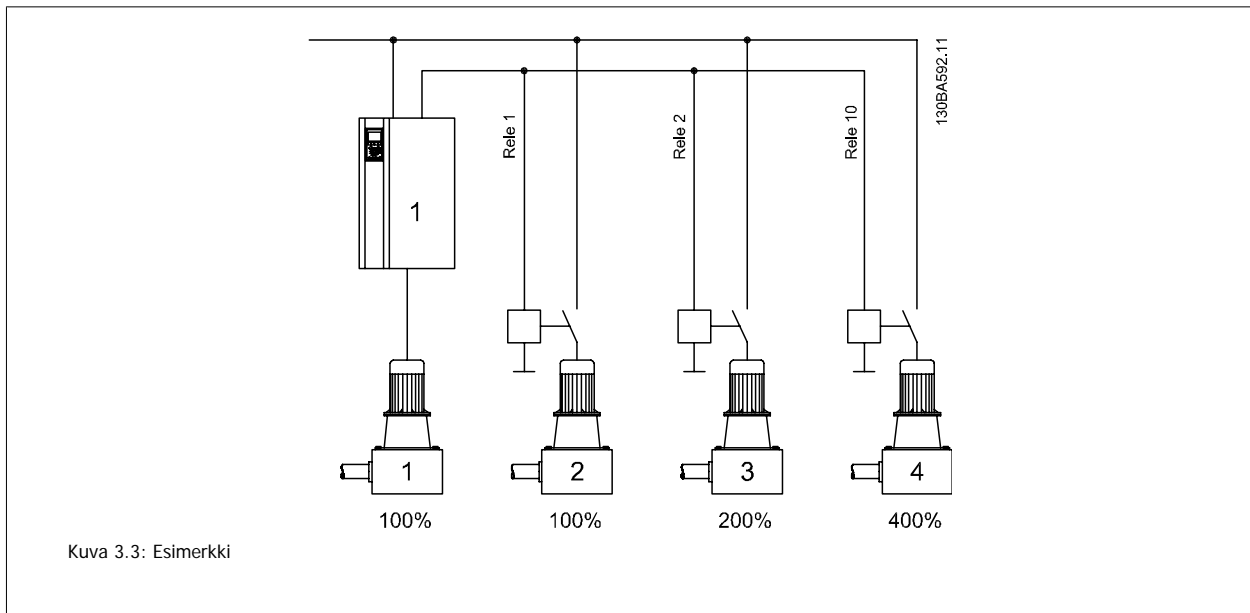 130BA592.11
Rele 1
Rele 2
Rele 10
1
1
2
3
4
100%
100%
200%
400%
Kuva 3.3: Esimerkki